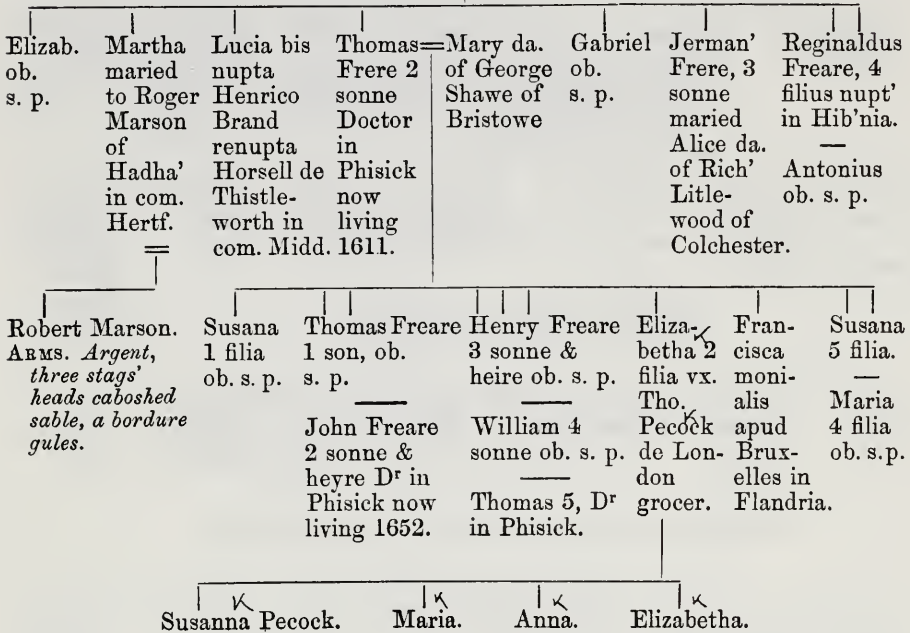 Elizab.
ob.
s. p.
Martha
maried
to Roger
Marson
of
Hadha'
in com.
Hertf.
=
Lucia bis
nupta
Henrico
Brand
renupta
Horsell de
Thistle-
worth in
com. Midd.
Thomas=
Frere 2
sonne
Doctor
in
Phisick
now
living
1611.
Mary da.
of George
Shawe of
Bristowe
Gabriel
ob.
s. p.
Jerman'
Frere, 3
sonne
maried
Alice da.
of Rich'
Litle-
wood of
Colchester.
Reginaldus
Freare, 4
filius nupt'
in Hib'nia.
—
Antonius
ob. s. p.
Robert Marson.
ARMS. Argent,
three stags'
heads caboshed
sable, a bordure
gules.
Susana
1 filia
ob. s. p.
Thomas Freare
1 son, ob.
s. p.
—
John Freare
2 sonne &
heyre Dr in
Phisick now
living 1652.
Henry Freare
3 sonne &
heire ob. s. p.
—
William 4
sonne ob. s. p.
—
Thomas 5, Dr
in Phisick.
Eliza-
betha 2
filia vx.
Tho.
Pecock
de Lon-
don
grocer.
Fran-
cisca
moni-
alis
apud
Brux-
elles in
Flandria.
Susana
5 filia.
—
Maria
4 filia
ob. s.p.
Susanna Pecock.
Maria.
Anna.
Elizabetha.